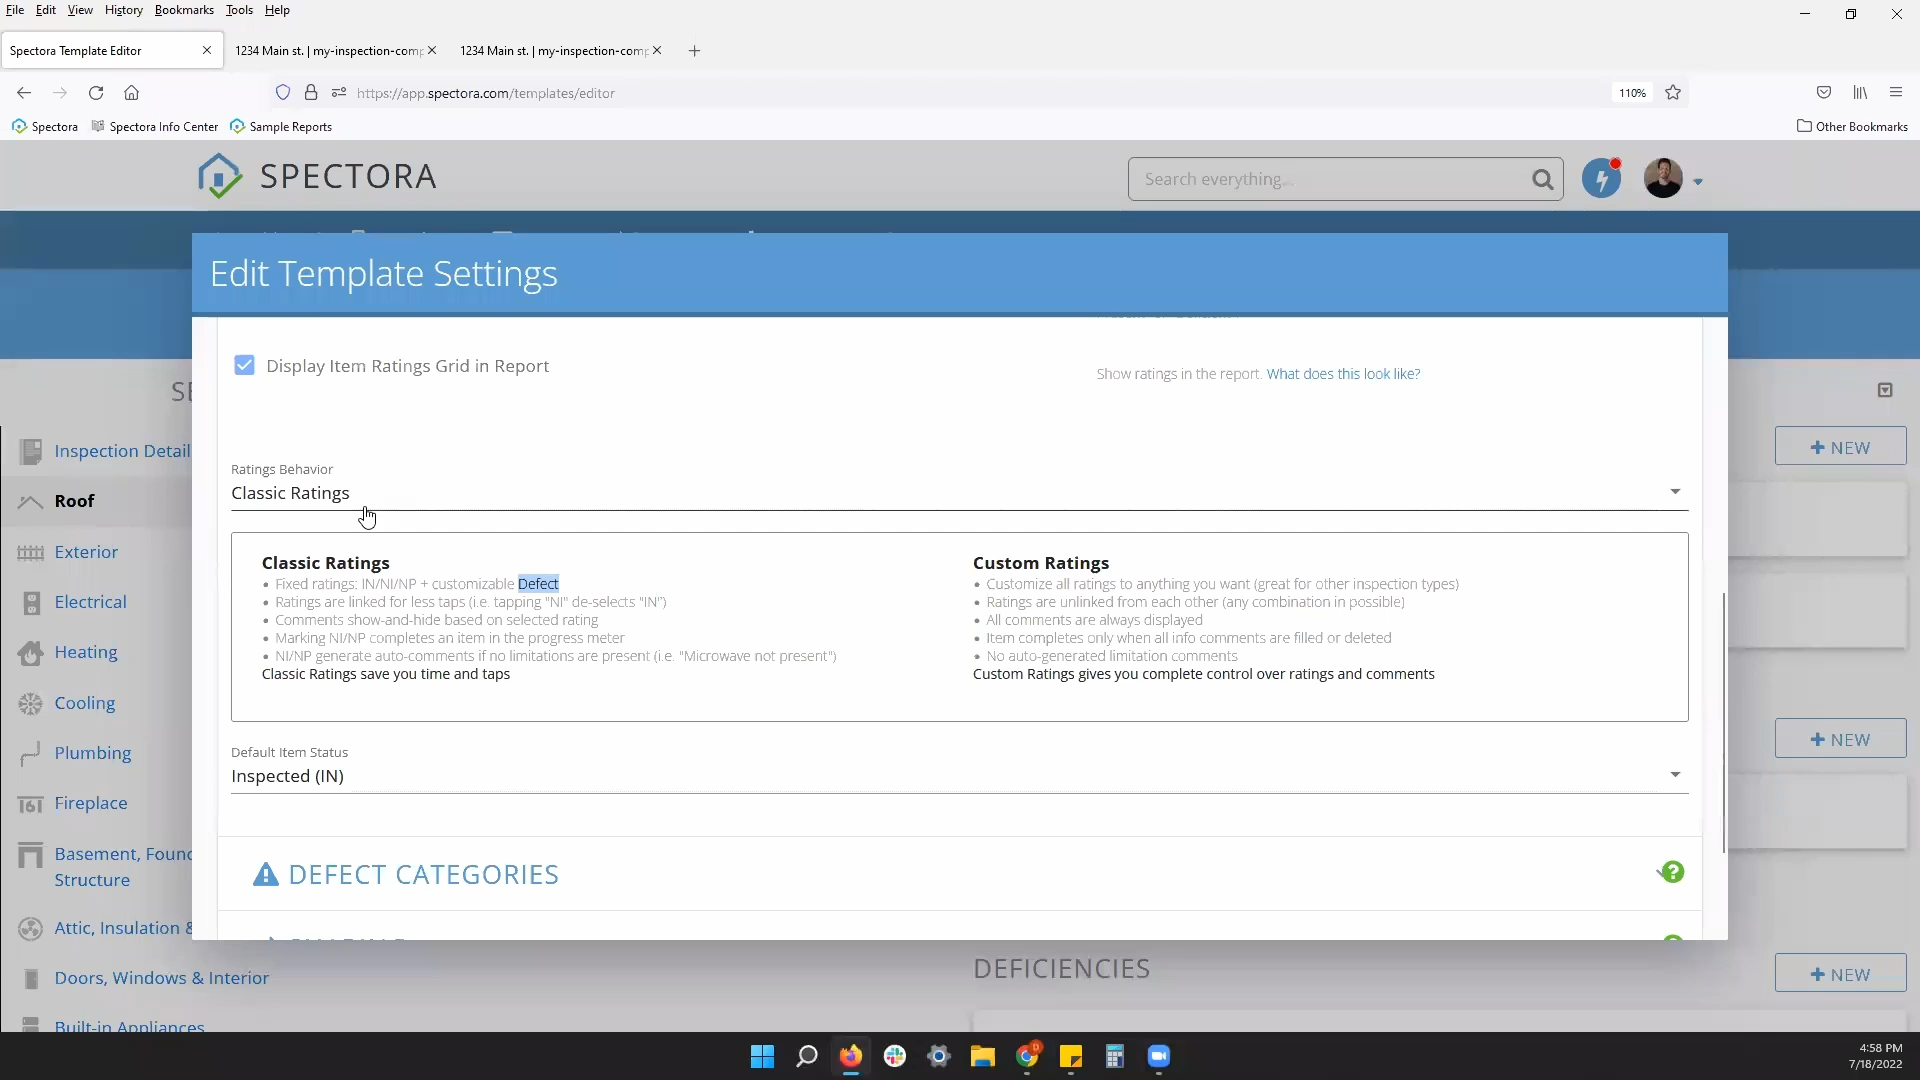 File Edit View History Bookmarks Tools Help
Spectora Template Editor
1234 Main st. | my-inspection-comp
1234 Main st. | my-inspection-comp
https://app.spectora.com/templates/editor
110%
Spectora Spectora Info Center Sample Reports
Other Bookmarks
SPECTORA
Search everything...
Edit Template Settings
Display Item Ratings Grid in Report
Show ratings in the report. What does this look like?
SE
Inspection Detail
+ NEW
Roof
Exterior
Electrical
Heating
Cooling
Plumbing
Fireplace
Basement, Found
Structure
Attic, Insulation &
Doors, Windows & Interior
Built-in Appliances
Ratings Behavior
Classic Ratings
Classic Ratings
• Fixed ratings: IN/NI/NP + customizable Defect
• Ratings are linked for less taps (i.e. tapping "NI" de-selects "IN")
• Comments show-and-hide based on selected rating
• Marking NI/NP completes an item in the progress meter
• NI/NP generate auto-comments if no limitations are present (i.e. "Microwave not present")
Classic Ratings save you time and taps
Custom Ratings
• Customize all ratings to anything you want (great for other inspection types)
• Ratings are unlinked from each other (any combination in possible)
• All comments are always displayed
• Item completes only when all info comments are filled or deleted
• No auto-generated limitation comments
Custom Ratings gives you complete control over ratings and comments
Default Item Status
Inspected (IN)
+ NEW
DEFECT CATEGORIES
?
DEFICIENCIES
+ NEW
4:58 PM
7/18/2022